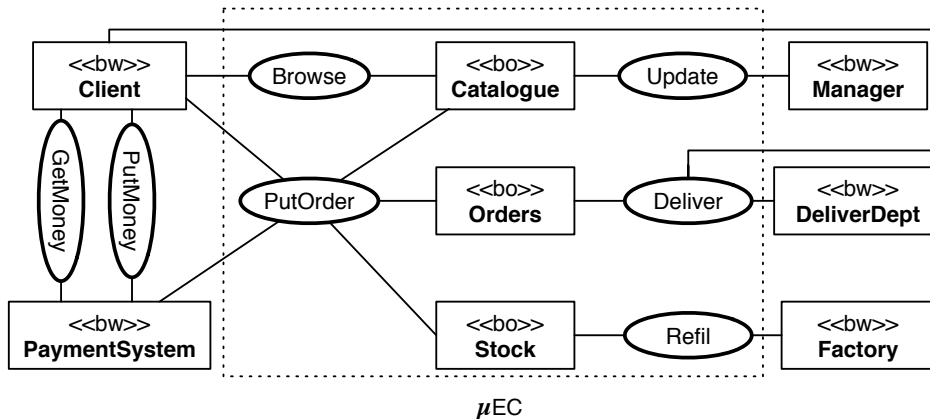 <<bw>>
Client
Browse
<<bo>>
Catalogue
Update
<<bw>>
Manager
GetMoney
PutMoney
PutOrder
<<bo>>
Orders
Deliver
<<bw>>
DeliverDept
<<bw>>
PaymentSystem
<<bo>>
Stock
Refil
<<bw>>
Factory
μEC